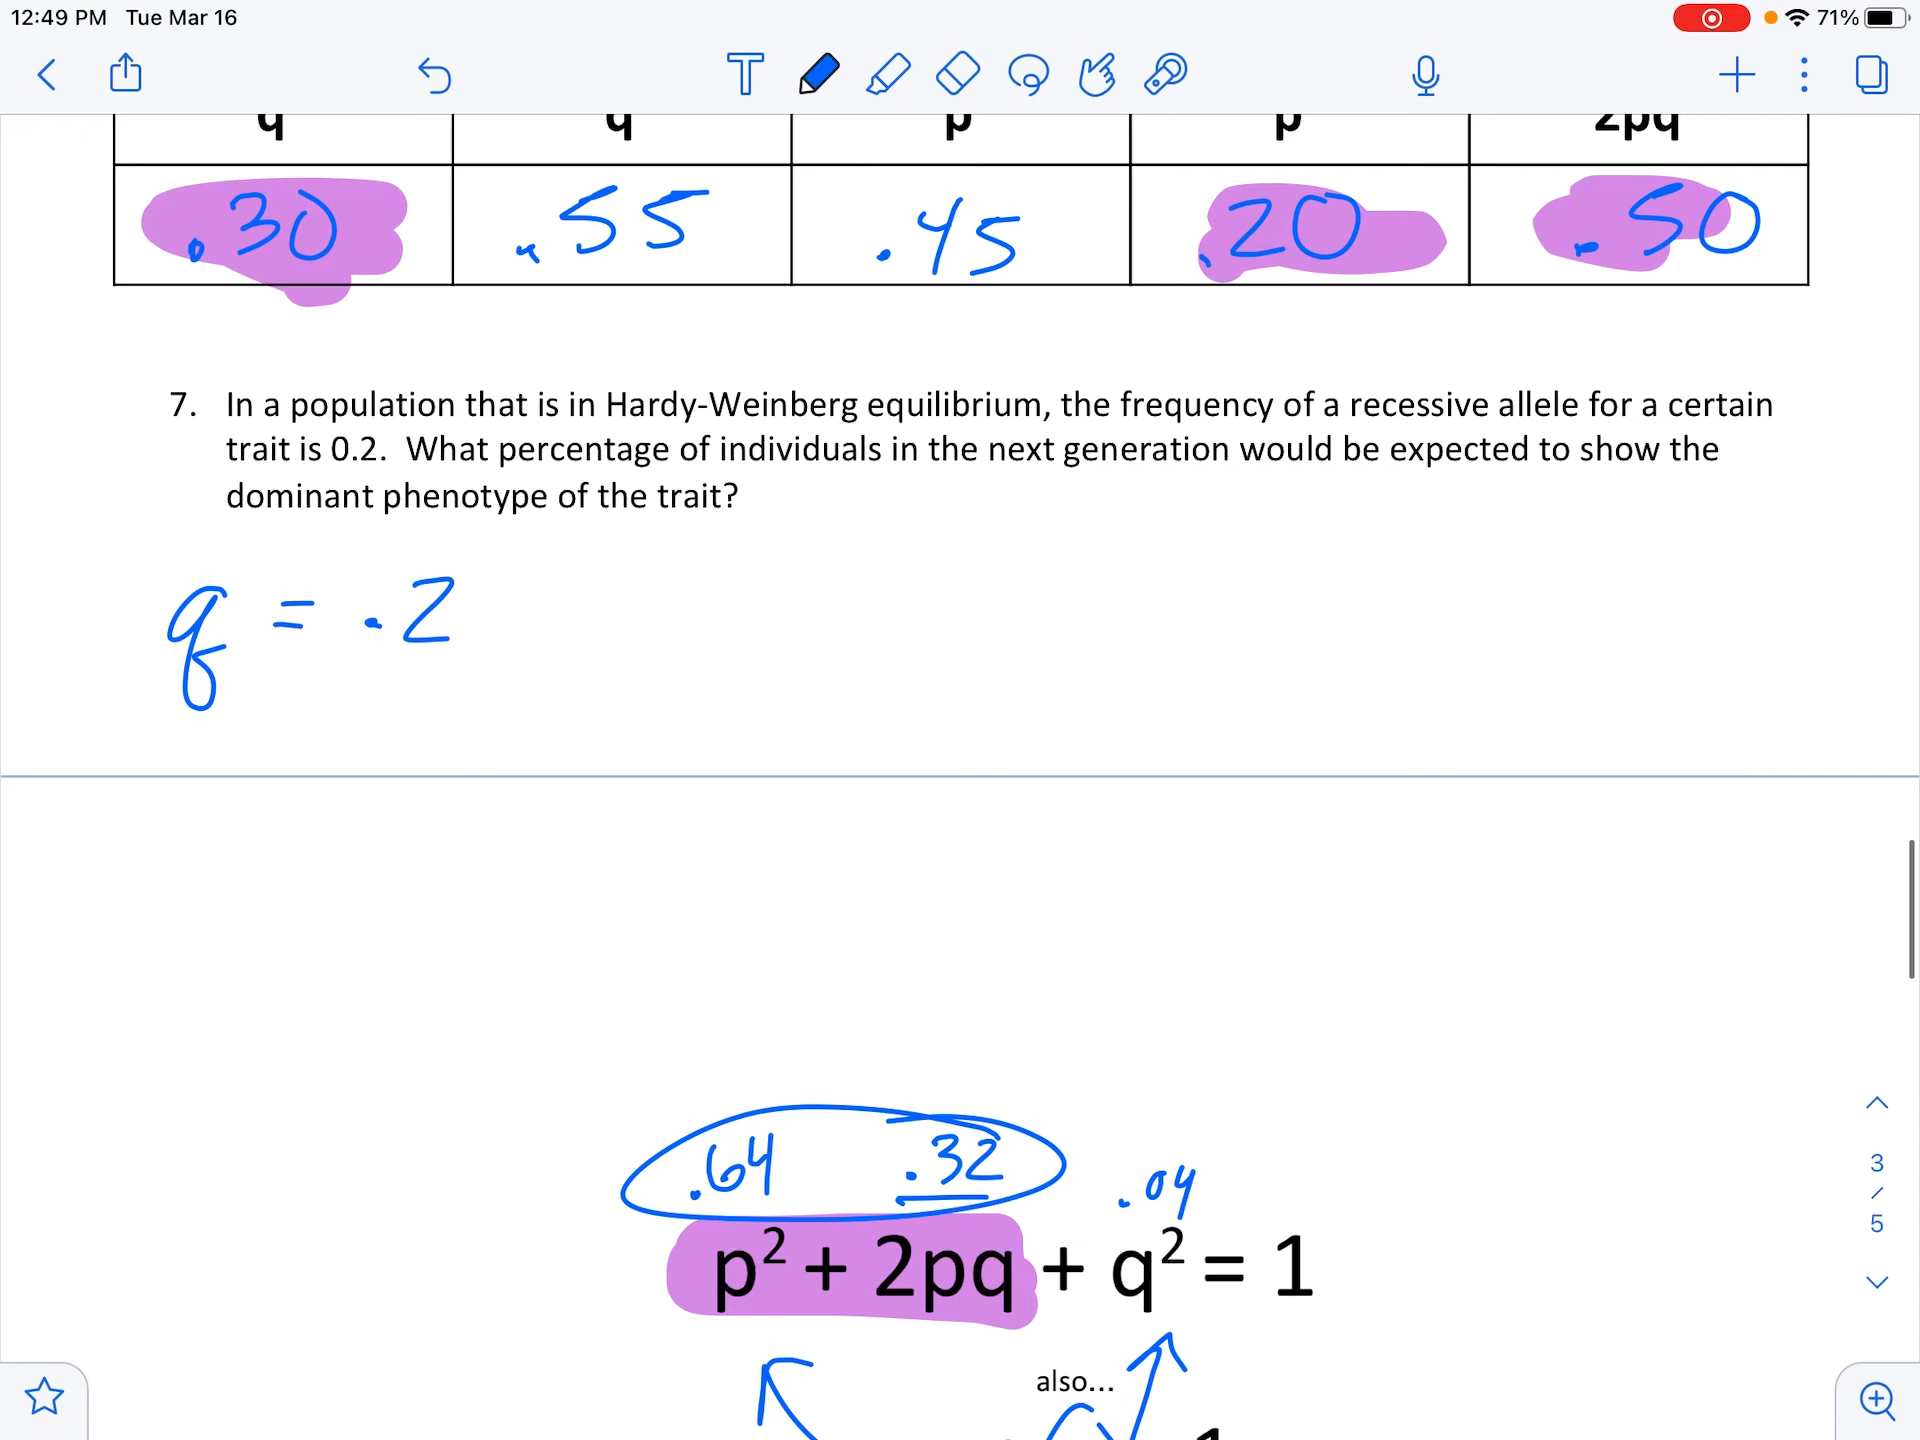 12:49 PM Tue Mar 16 71%
T
q q p p 2pq
.30 .55 .45 .20 .50
7. In a population that is in Hardy-Weinberg equilibrium, the frequency of a recessive allele for a certain
trait is 0.2. What percentage of individuals in the next generation would be expected to show the
dominant phenotype of the trait?
q = .2
.64 .32 .04
p² + 2pq + q² = 1
also...
3
/
5